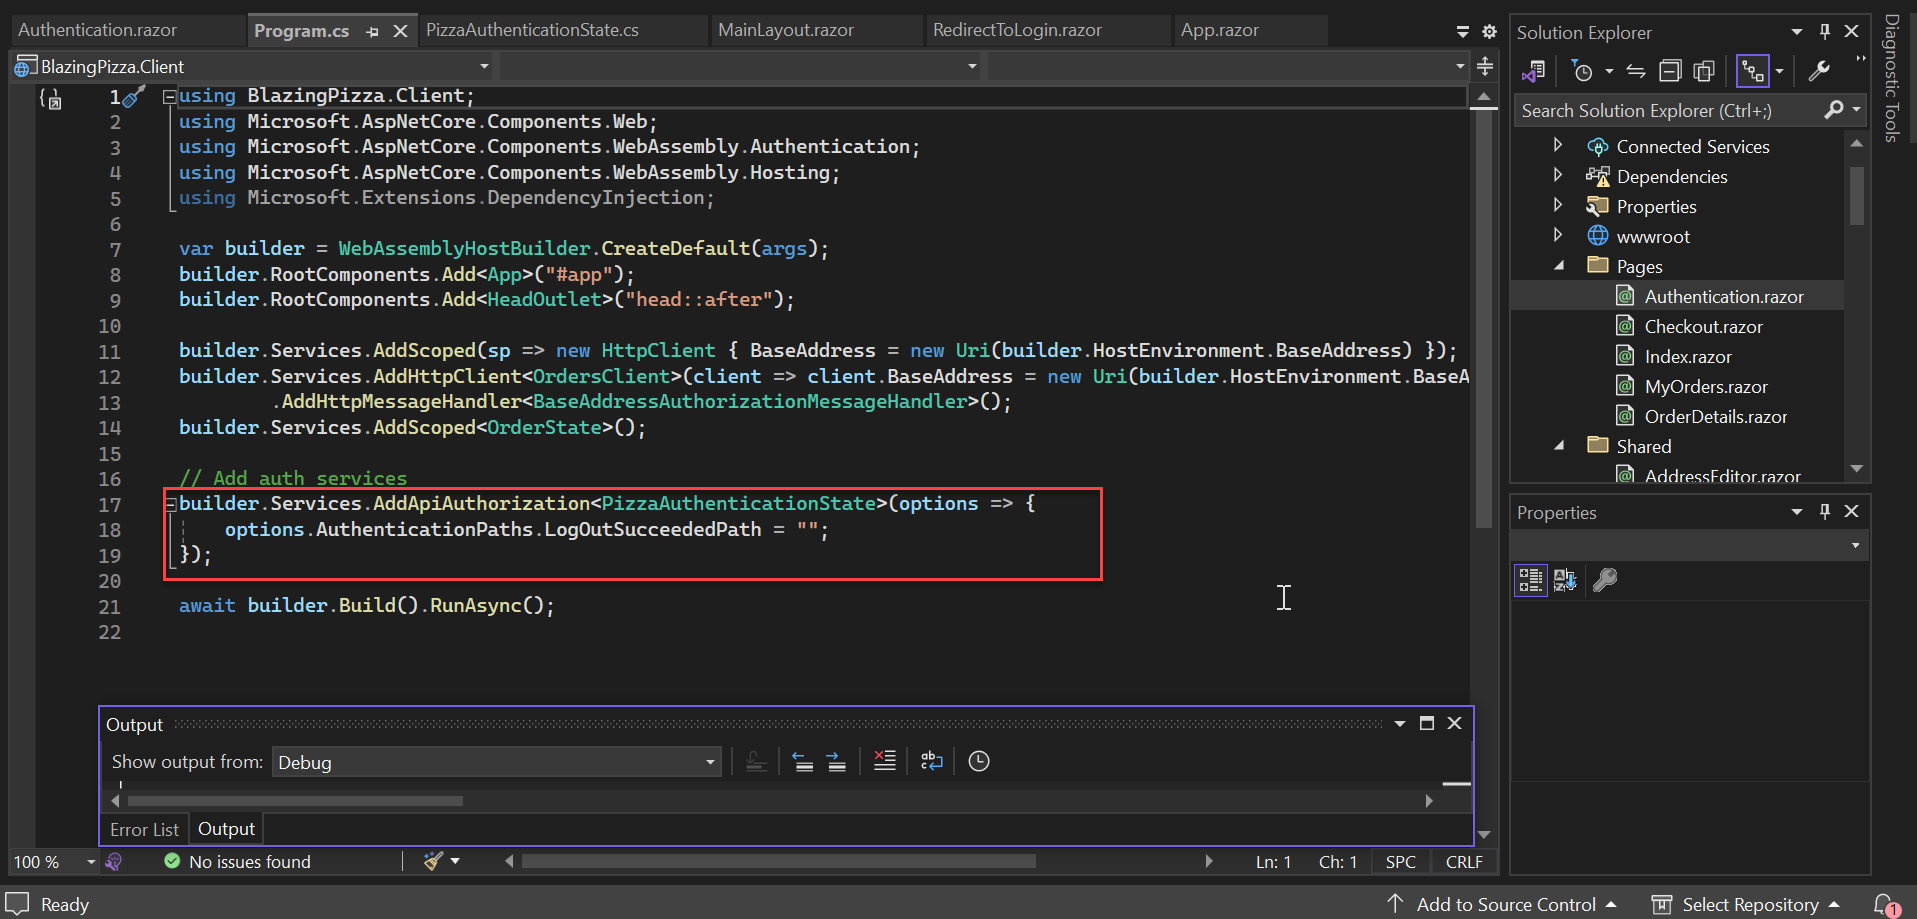 Authentication.razor
Program.cs
PizzaAuthenticationState.cs
MainLayout.razor
RedirectToLogin.razor
App.razor
BlazingPizza.Client
1 using BlazingPizza.Client;
2 using Microsoft.AspNetCore.Components.Web;
3 using Microsoft.AspNetCore.Components.WebAssembly.Authentication;
4 using Microsoft.AspNetCore.Components.WebAssembly.Hosting;
5 using Microsoft.Extensions.DependencyInjection;
6
7 var builder = WebAssemblyHostBuilder.CreateDefault(args);
8 builder.RootComponents.Add<App>("#app");
9 builder.RootComponents.Add<HeadOutlet>("head::after");
10
11 builder.Services.AddScoped(sp => new HttpClient { BaseAddress = new Uri(builder.HostEnvironment.BaseAddress) });
12 builder.Services.AddHttpClient<OrdersClient>(client => client.BaseAddress = new Uri(builder.HostEnvironment.BaseA
13 .AddHttpMessageHandler<BaseAddressAuthorizationMessageHandler>();
14 builder.Services.AddScoped<OrderState>();
15
16 // Add auth services
17 builder.Services.AddApiAuthorization<PizzaAuthenticationState>(options => {
18 options.AuthenticationPaths.LogOutSucceededPath = "";
19 });
20
21 await builder.Build().RunAsync();
22
Output
Show output from: Debug
Error List
Output
100 %
No issues found
Ln: 1
Ch: 1
SPC
CRLF
Solution Explorer
Search Solution Explorer (Ctrl+;)
Connected Services
Dependencies
Properties
wwwroot
Pages
Authentication.razor
Checkout.razor
Index.razor
MyOrders.razor
OrderDetails.razor
Shared
AddressEditor.razor
Properties
Diagnostic Tools
Ready
Add to Source Control
Select Repository
1